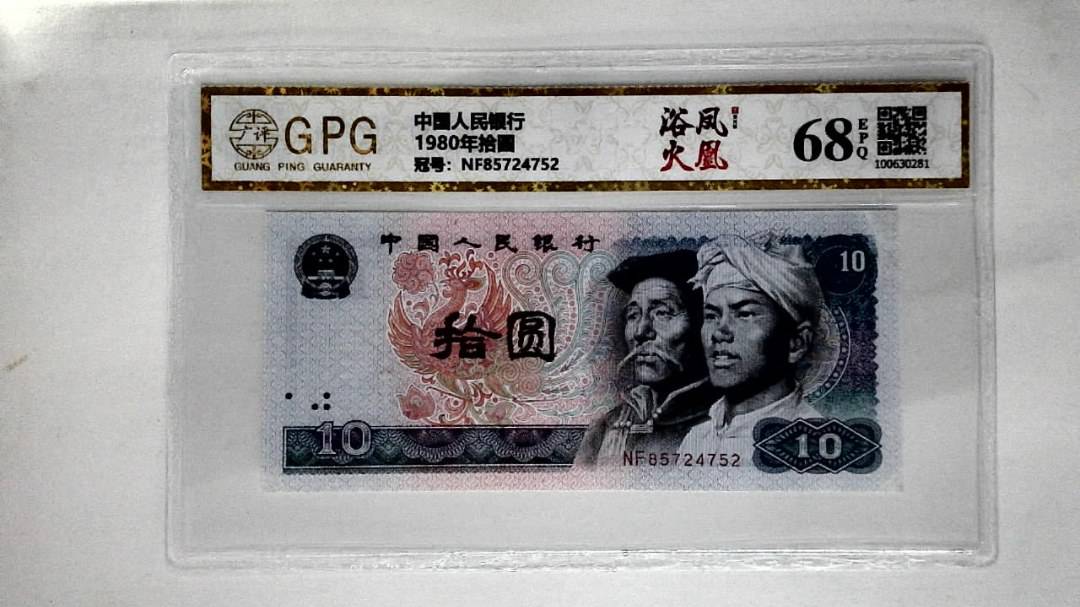 广评
GPG
GUANG PING GUARANTY
中国人民银行
1980年拾圆
冠号：NF85724752
浴凤
火凰
68
EPQ
100630281
中国人民银行
10
拾圆
10
NF85724752
10